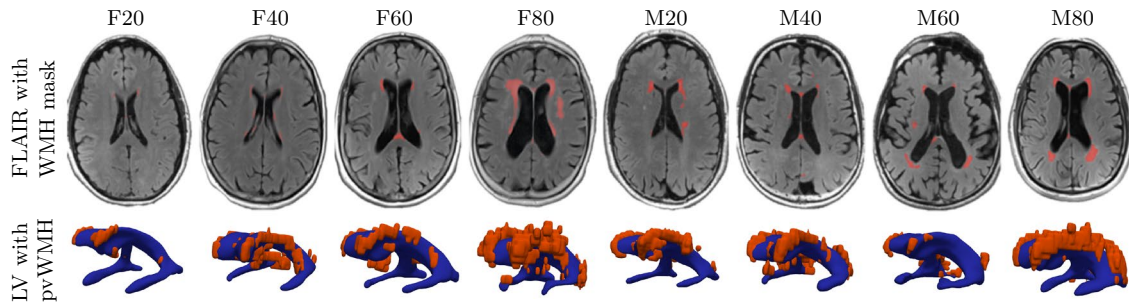 F20 F40 F60 F80 M20 M40 M60 M80
FLAIR with
WMH mask
LV with
pvWMH